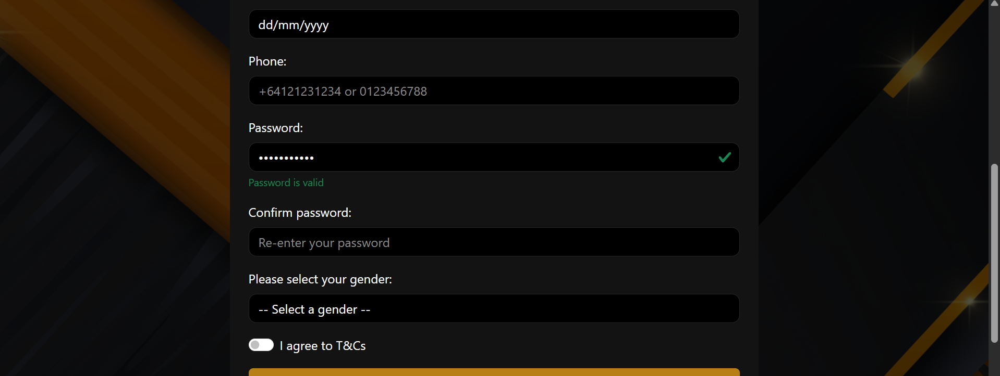 dd/mm/yyyy
Phone:
+64121231234 or 0123456788
Password:
•••••••••••
Password is valid
Confirm password:
Re-enter your password
Please select your gender:
-- Select a gender --
I agree to T&Cs